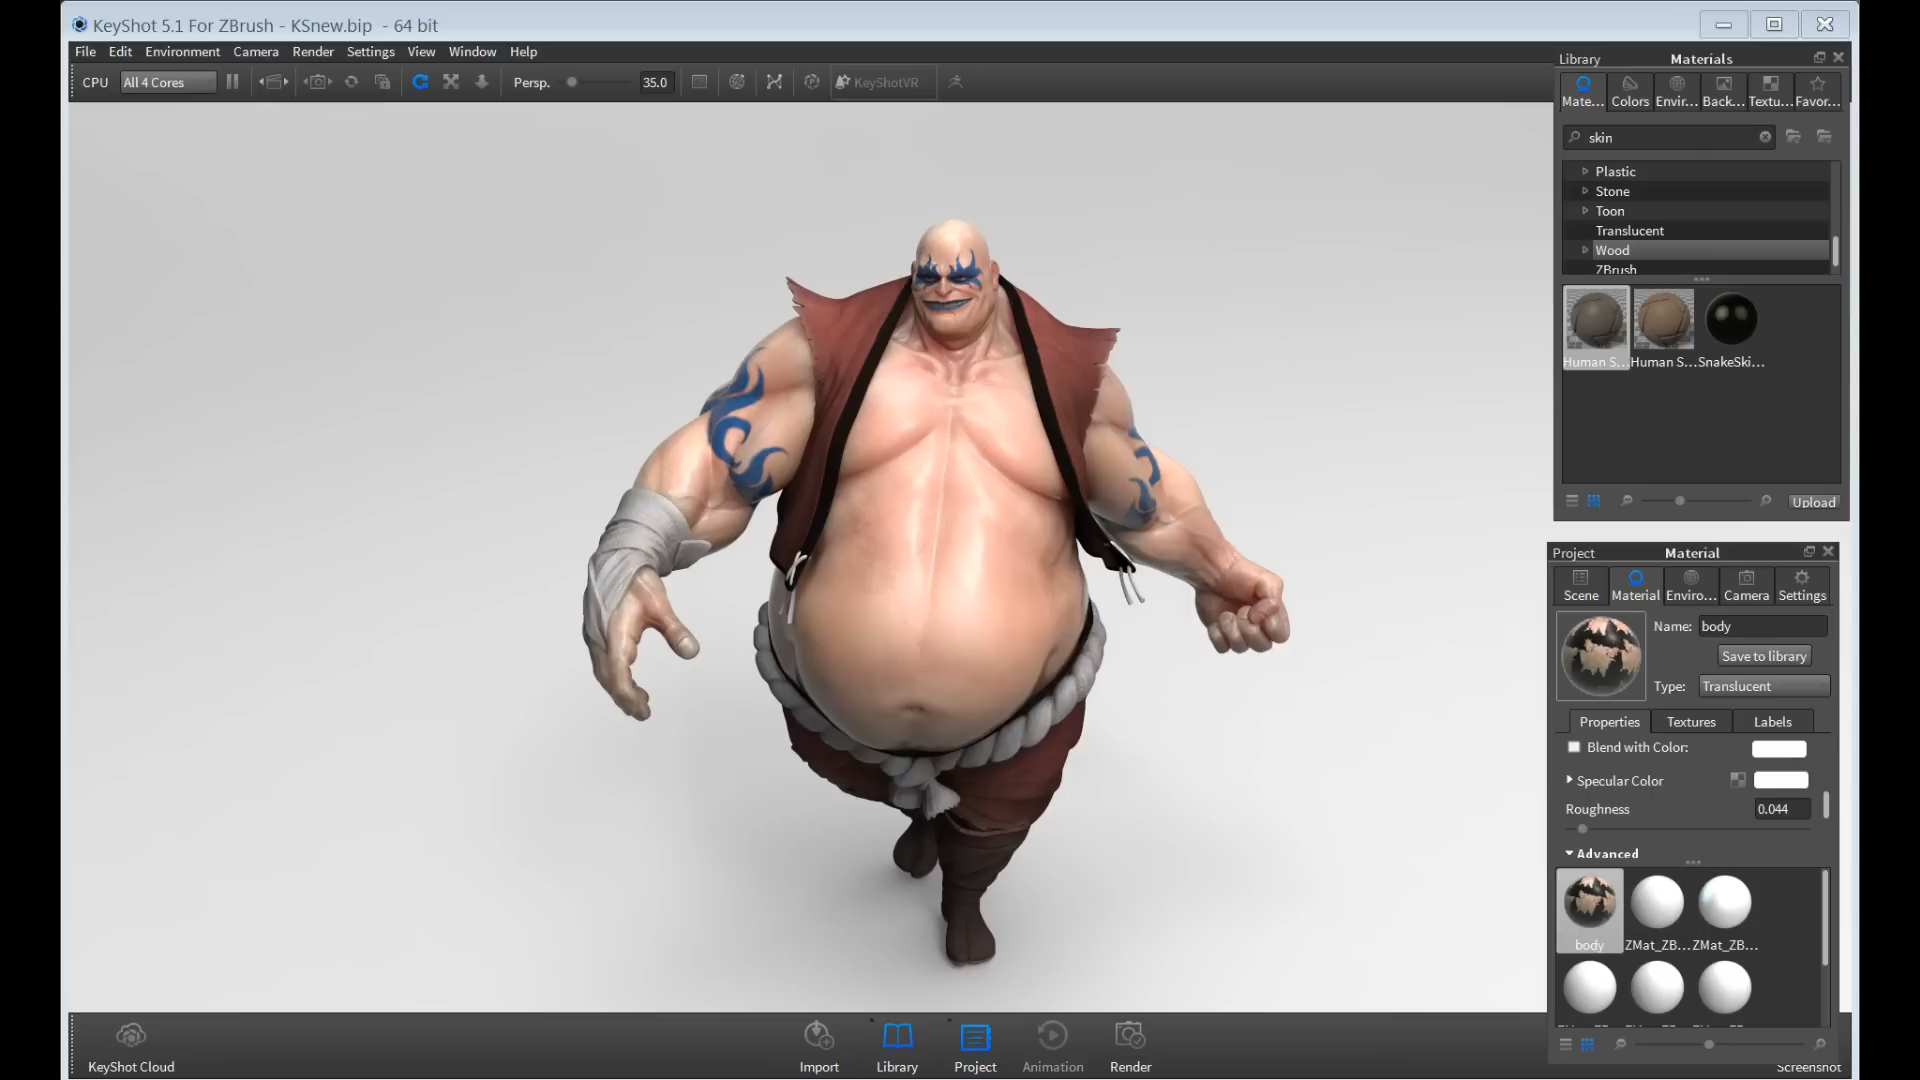 KeyShot 5.1 For ZBrush - KSnew.bip - 64 bit
File Edit Environment Camera Render Settings View Window Help
CPU All 4 Cores Persp. 35.0 KeyShotVR
Library Materials
Mate... Colors Envir... Back... Textu... Favor...
skin
Plastic
Stone
Toon
Translucent
Wood
ZBrush
Human S... Human S... SnakeSki...
Upload
Project Material
Scene Material Enviro... Camera Settings
Name: body
Save to library
Type: Translucent
Properties Textures Labels
Blend with Color:
Specular Color
Roughness 0.044
Advanced
body ZMat_ZB... ZMat_ZB...
KeyShot Cloud Import Library Project Animation Render Screenshot